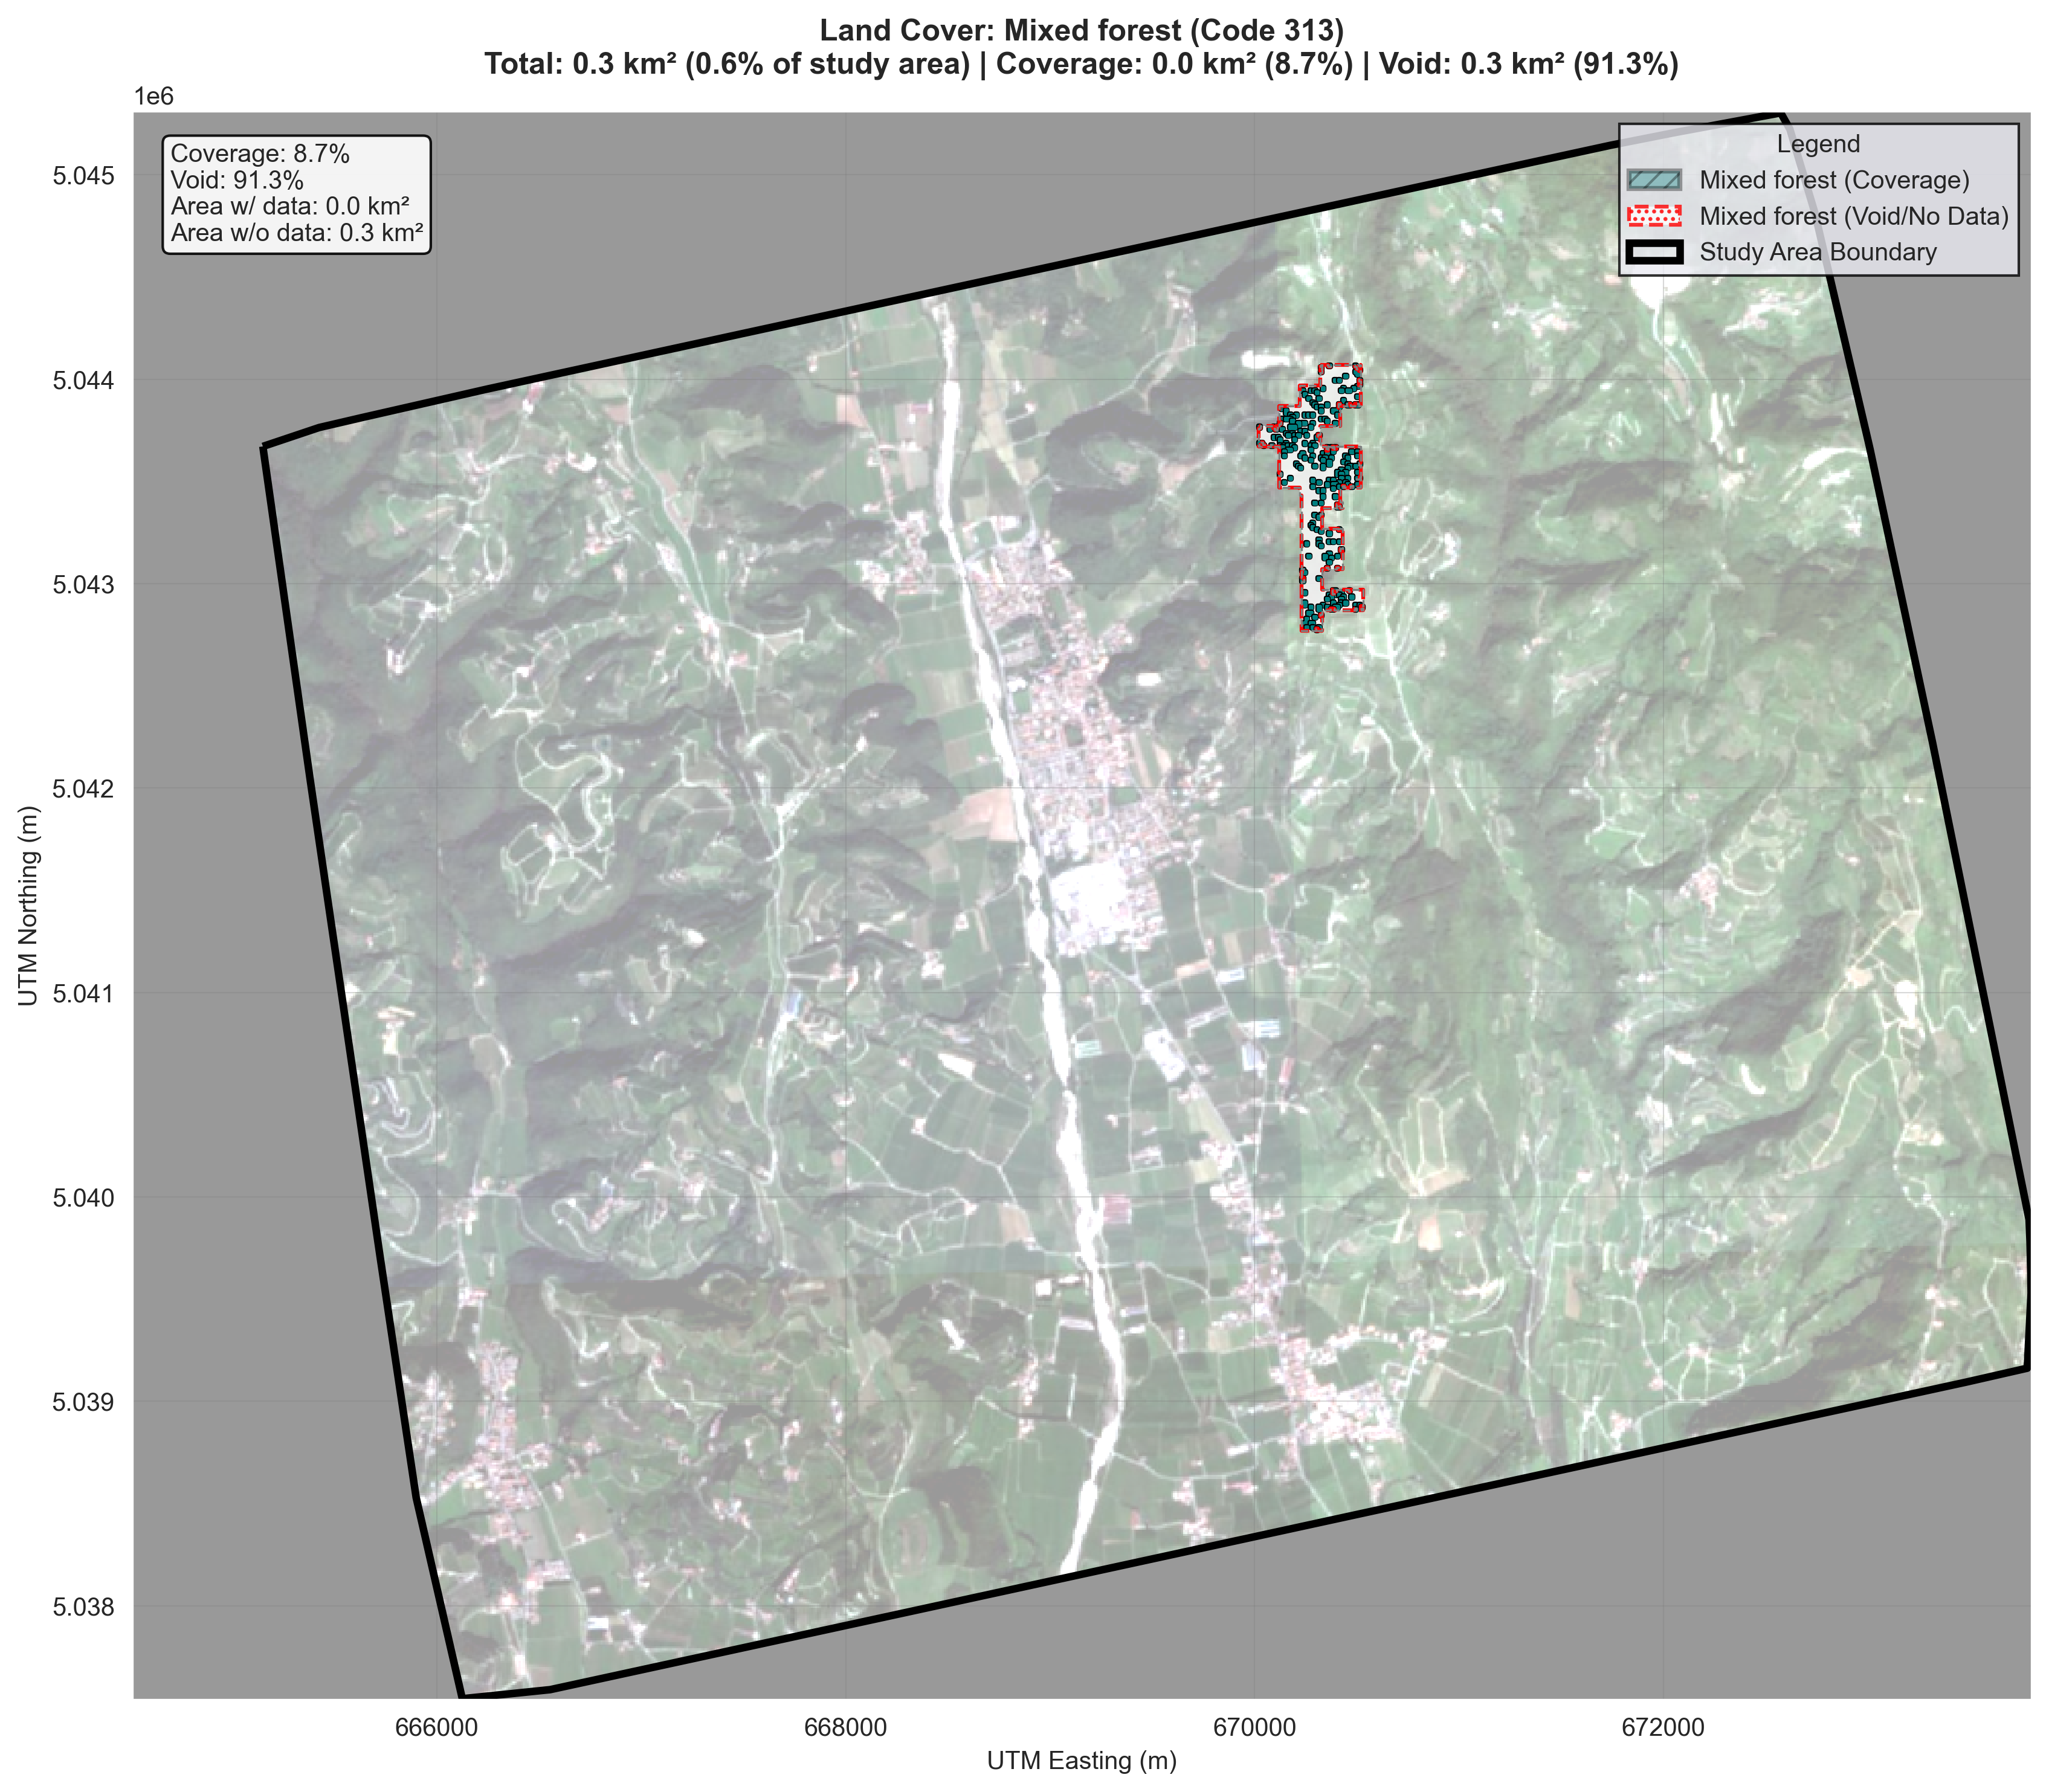 Land Cover: Mixed forest (Code 313)
Total: 0.3 km² (0.6% of study area) | Coverage: 0.0 km² (8.7%) | Void: 0.3 km² (91.3%)
1e6
Coverage: 8.7%
Void: 91.3%
Area w/ data: 0.0 km²
Area w/o data: 0.3 km²
Legend
Mixed forest (Coverage)
Mixed forest (Void/No Data)
Study Area Boundary
5.045
5.044
5.043
5.042
5.041
5.040
5.039
5.038
UTM Northing (m)
666000
668000
670000
672000
UTM Easting (m)